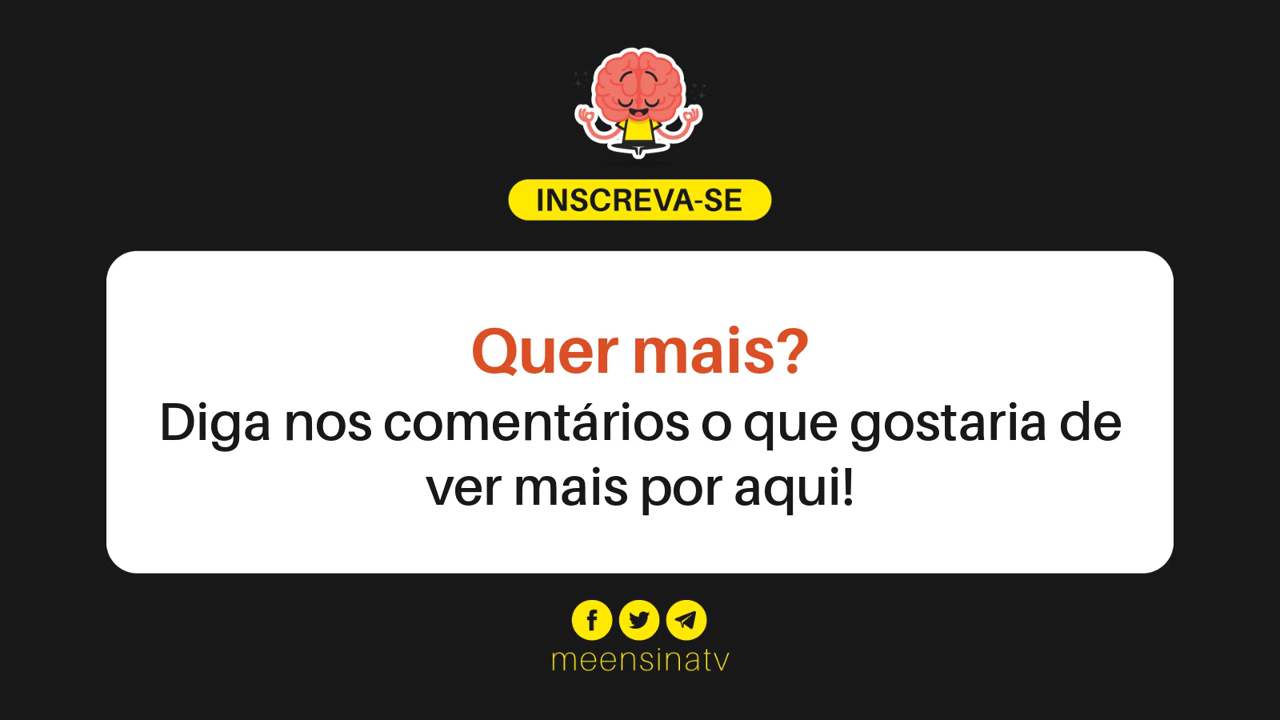 INSCREVA-SE
Quer mais?
Diga nos comentários o que gostaria de
ver mais por aqui!
meensinatv